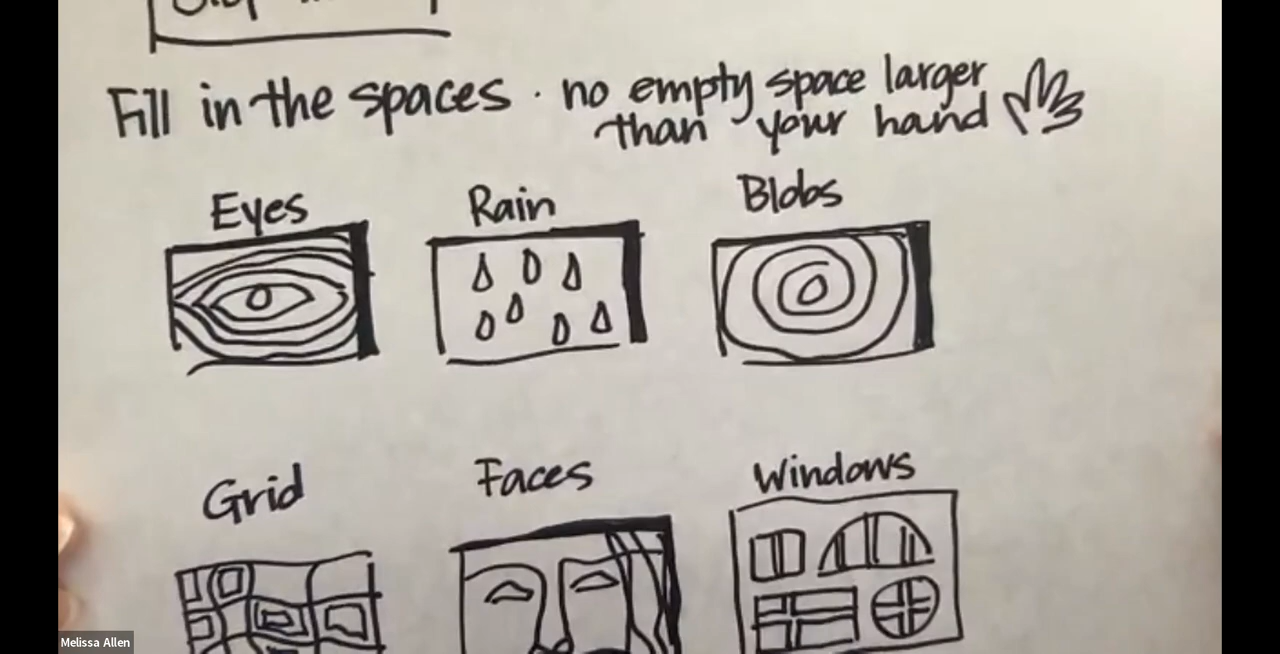 Fill in the spaces · no empty space larger
than your hand
Eyes
Rain
Blobs
Grid
Faces
Windows
Melissa Allen